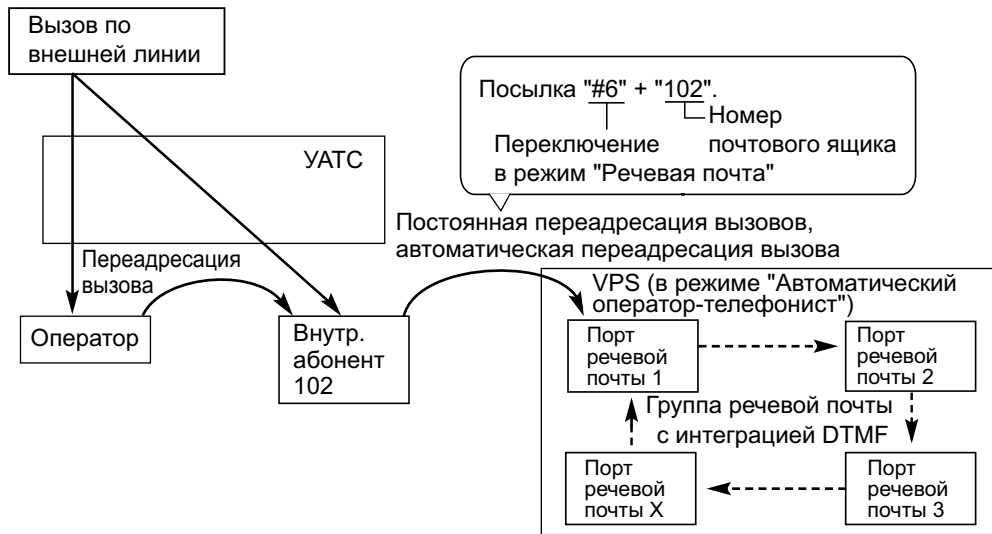 Вызов по
внешней линии
Посылка "#6" + "102".
Номер
почтового ящика
Переключение
в режим "Речевая почта"
УАТС
Постоянная переадресация вызовов,
автоматическая переадресация вызова
Переадресация
вызова
VPS (в режиме "Автоматический
оператор-телефонист")
Оператор
Внутр.
абонент
102
Порт
речевой
почты 1
Порт
речевой
почты 2
Группа речевой почты
с интеграцией DTMF
Порт
речевой
почты X
Порт
речевой
почты 3